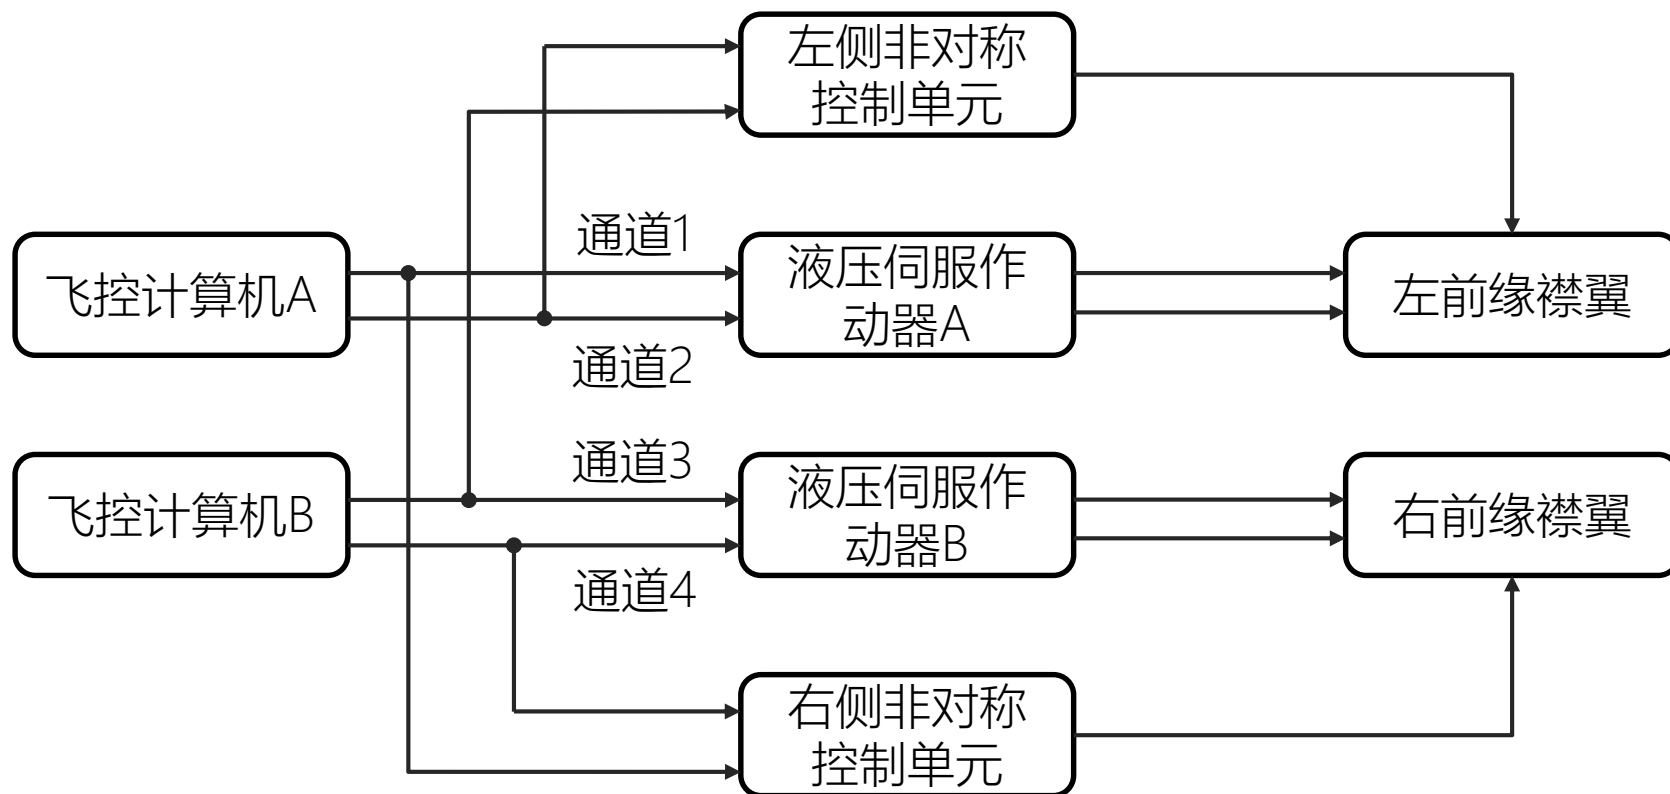 左侧非对称
控制单元
通道1
飞控计算机A
液压伺服作
动器A
左前缘襟翼
通道2
通道3
飞控计算机B
液压伺服作
动器B
右前缘襟翼
通道4
右侧非对称
控制单元